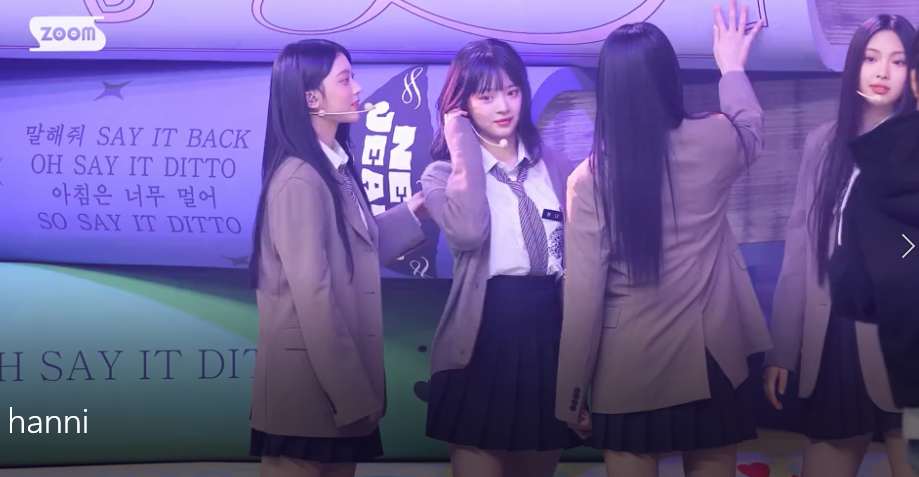 zoom
말해줘 SAY IT BACK
OH SAY IT DITTO
아침은 너무 멀어
SO SAY IT DITTO
H SAY IT DIT
hanni